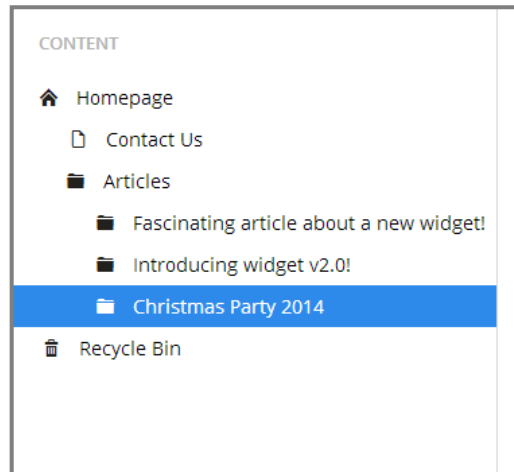 CONTENT
Homepage
Contact Us
Articles
Fascinating article about a new widget!
Introducing widget v2.0!
Christmas Party 2014
Recycle Bin